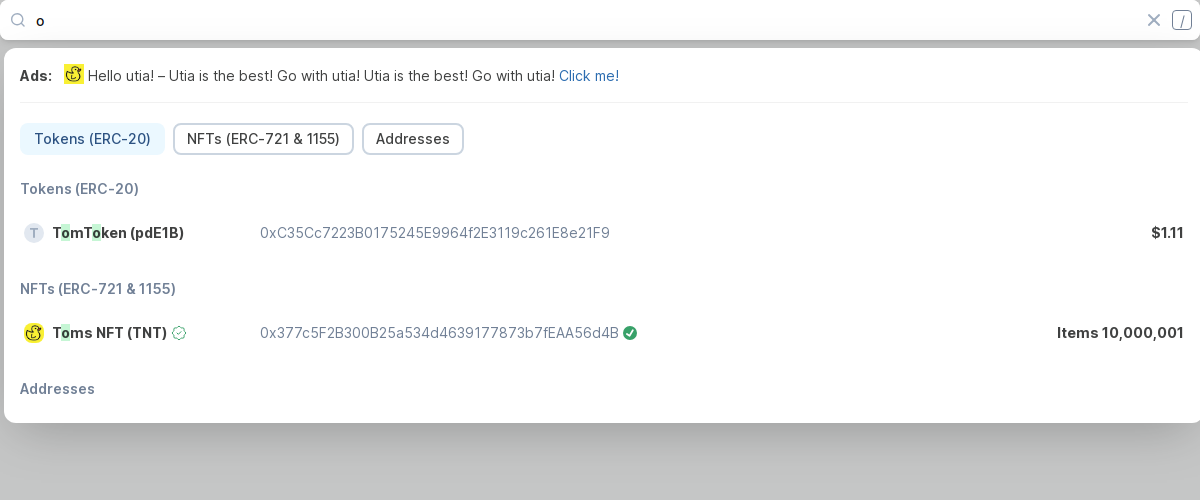 o /
Ads: Hello utia! – Utia is the best! Go with utia! Utia is the best! Go with utia! Click me!
Tokens (ERC-20) NFTs (ERC-721 & 1155) Addresses
Tokens (ERC-20)
T TomToken (pdE1B) 0xC35Cc7223B0175245E9964f2E3119c261E8e21F9 $1.11
NFTs (ERC-721 & 1155)
Toms NFT (TNT) 0x377c5F2B300B25a534d4639177873b7fEAA56d4B Items 10,000,001
Addresses